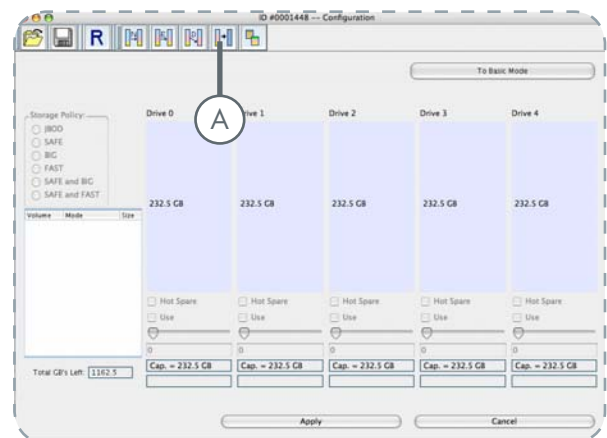 ID #0001448 -- Configuration
R
To Basic Mode
A
Storage Policy:
JBOD
SAFE
BIG
FAST
SAFE and BIG
SAFE and FAST
Volume Mode Size
Total GB's Left: 1162.5
Drive 0 Drive 1 Drive 2 Drive 3 Drive 4
232.5 GB 232.5 GB 232.5 GB 232.5 GB 232.5 GB
Hot Spare Hot Spare Hot Spare Hot Spare Hot Spare
Use Use Use Use Use
0 0 0 0 0
Cap. = 232.5 GB Cap. = 232.5 GB Cap. = 232.5 GB Cap. = 232.5 GB Cap. = 232.5 GB
Apply Cancel